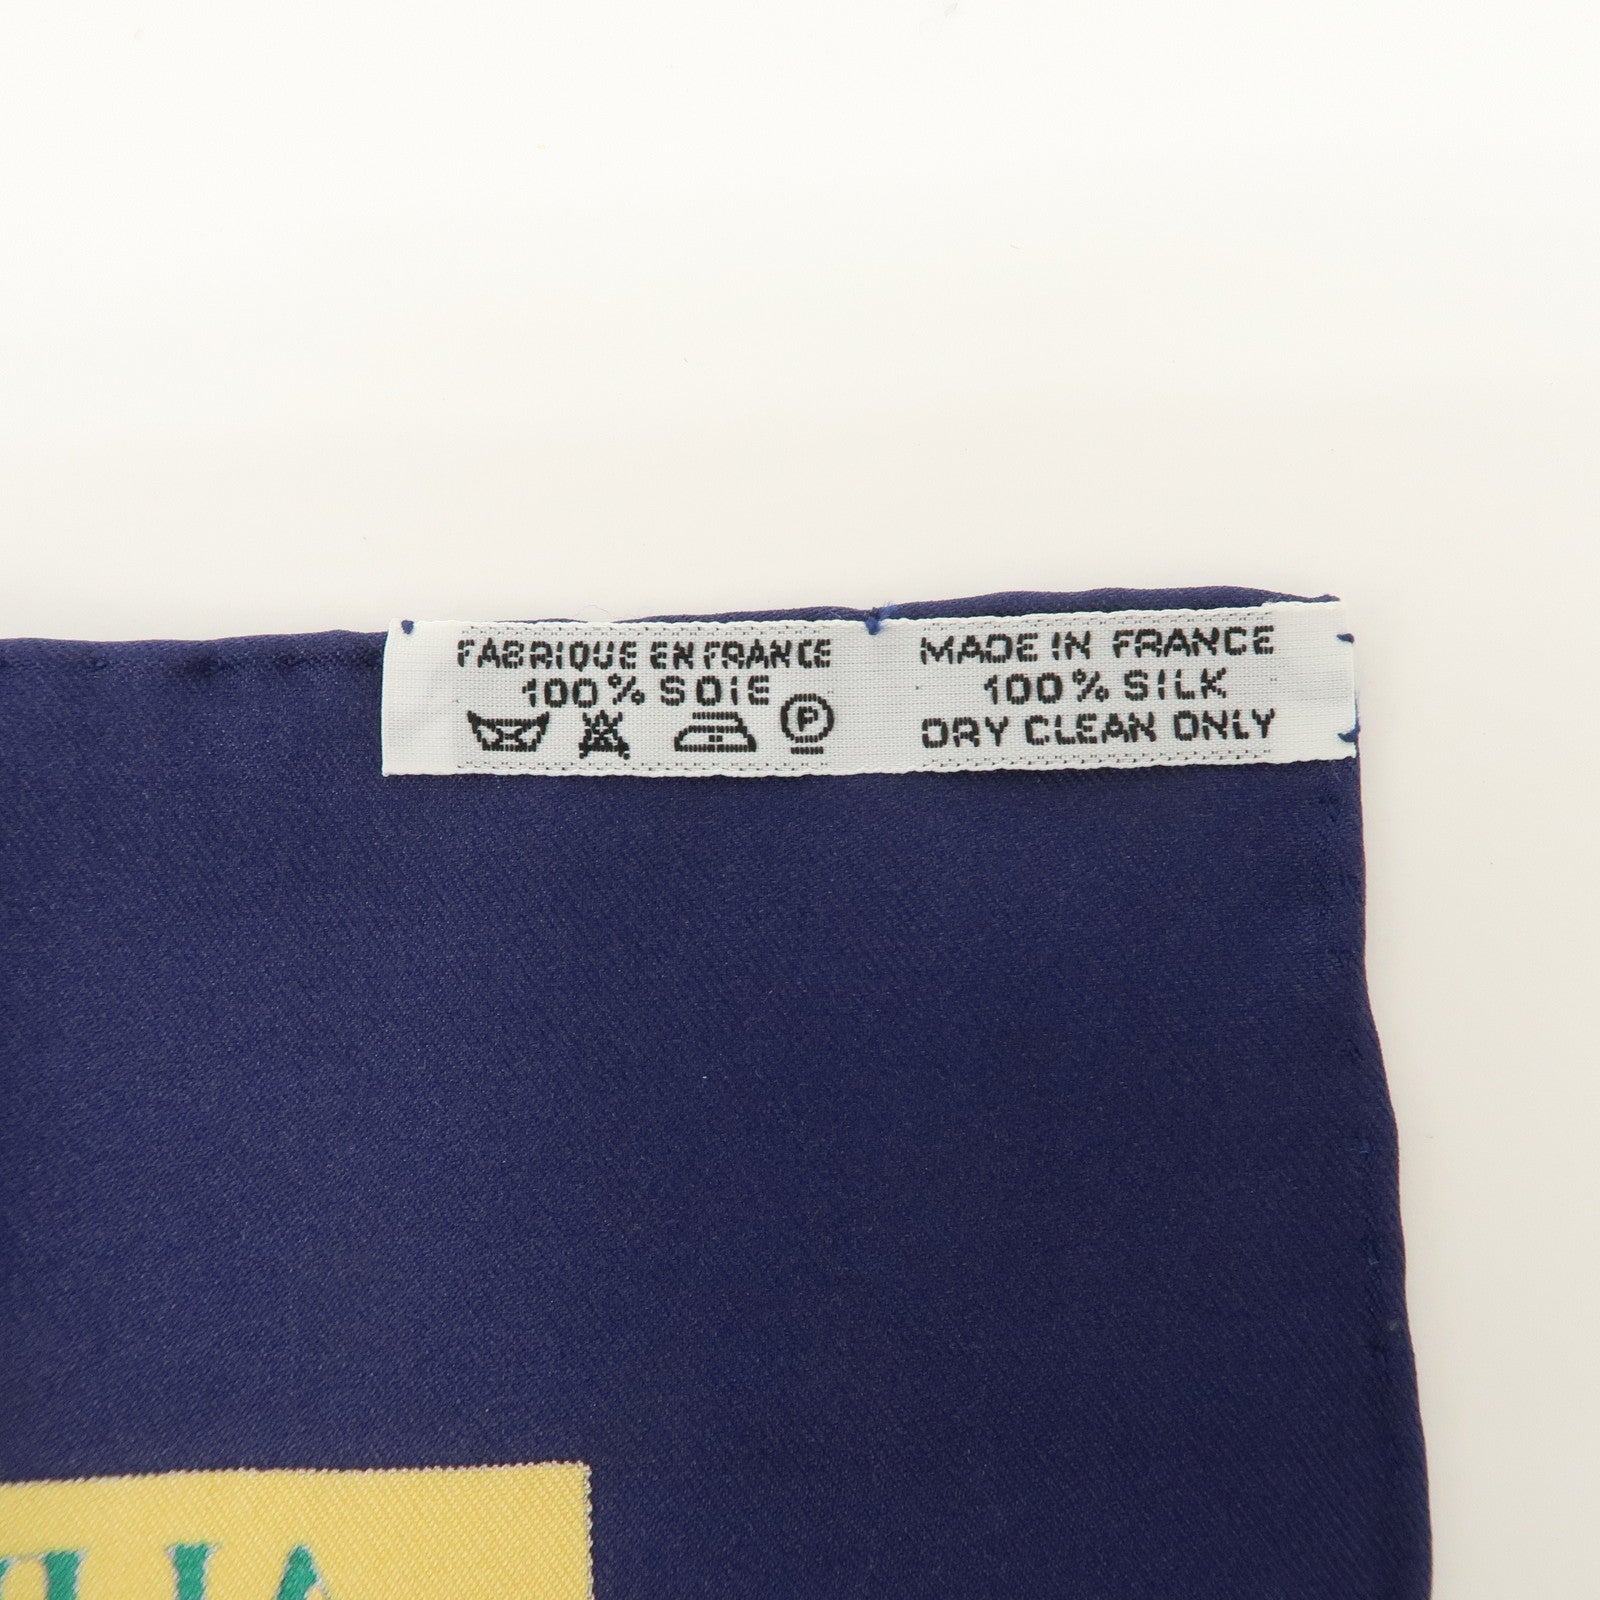 FABRIQUE EN FRANCE
100% SOIE
P
MADE IN FRANCE
100% SILK
DRY CLEAN ONLY